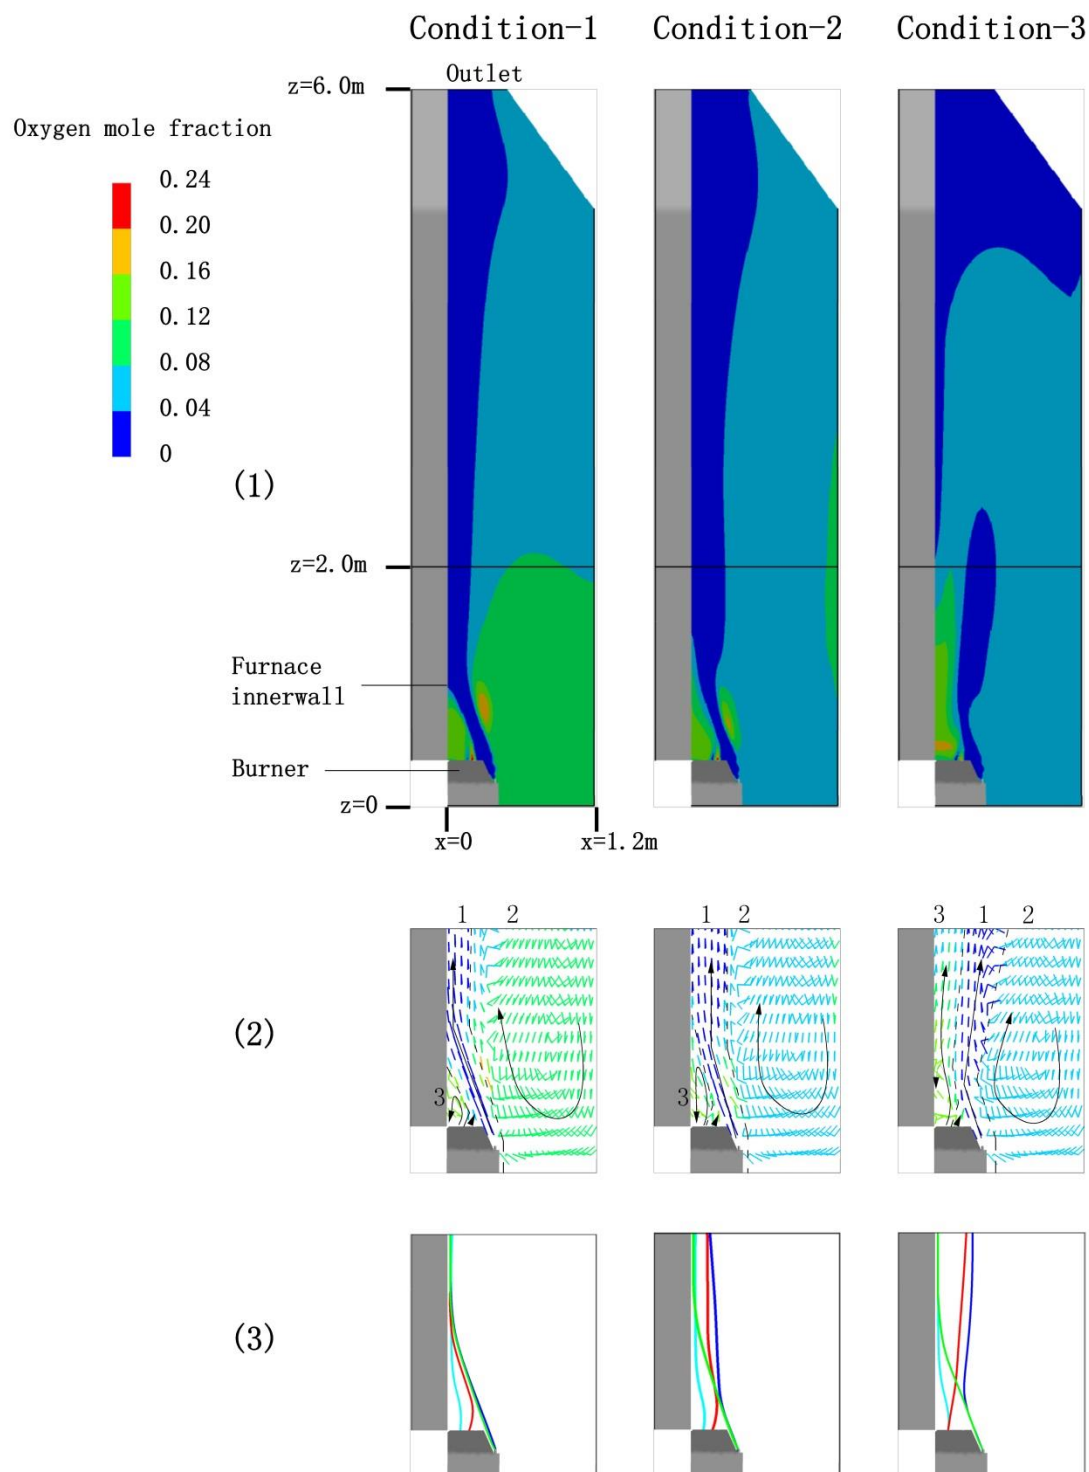 Condition-1 Condition-2 Condition-3
Outlet
z=6.0m
Oxygen mole fraction
0.24
0.20
0.16
0.12
0.08
0.04
0
(1)
z=2.0m
Furnace
innerwall
Burner
z=0
x=0 x=1.2m
1 2 1 2 3 1 2
(2)
3 3
(3)